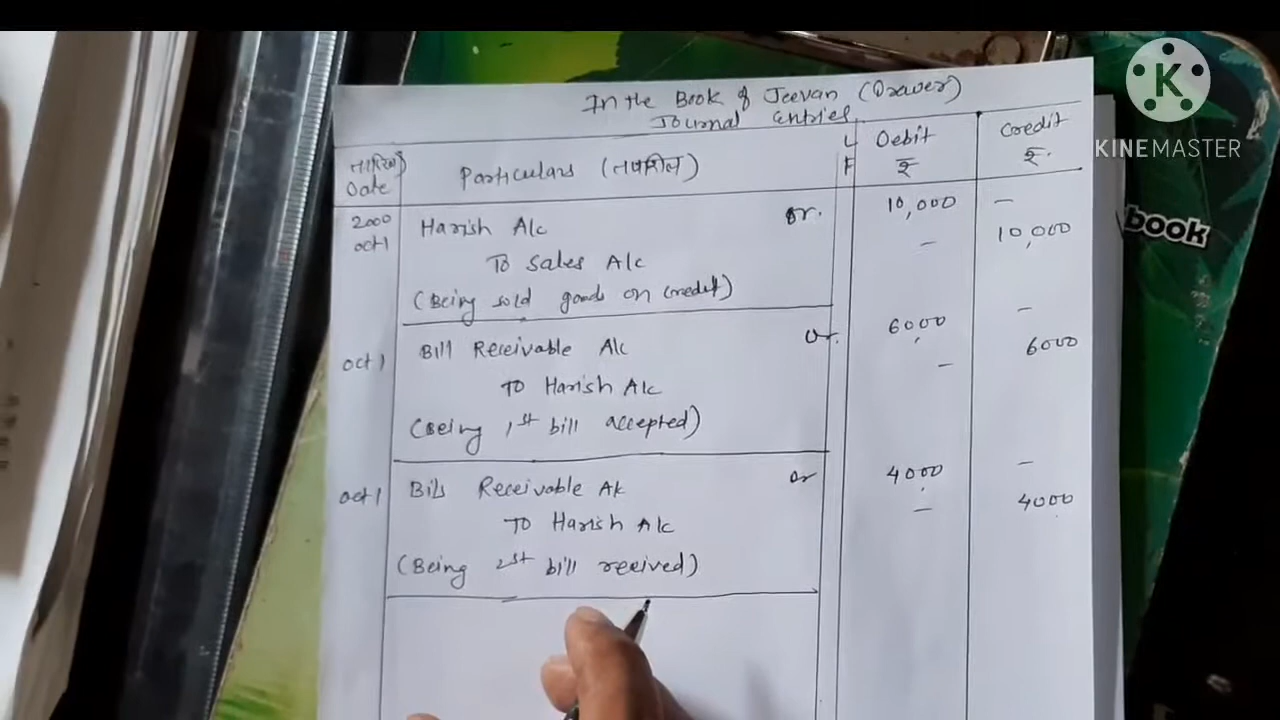 In the Book of Jeevan (Drawer)
Journal Entries
तारिख Date Particulars (तपशील) L F Debit ₹ Credit ₹.
2000 oct 1 Harish A/c Dr. 10,000 —
To Sales A/c — 10,000
(Being sold goods on credit)
oct 1 Bill Receivable A/c Dr. 6000 —
To Harish A/c — 6000
(Being 1st bill accepted)
oct 1 Bills Receivable A/c Dr 4000 —
To Harish A/c — 4000
(Being 2st bill received)
K
KINEMASTER
book